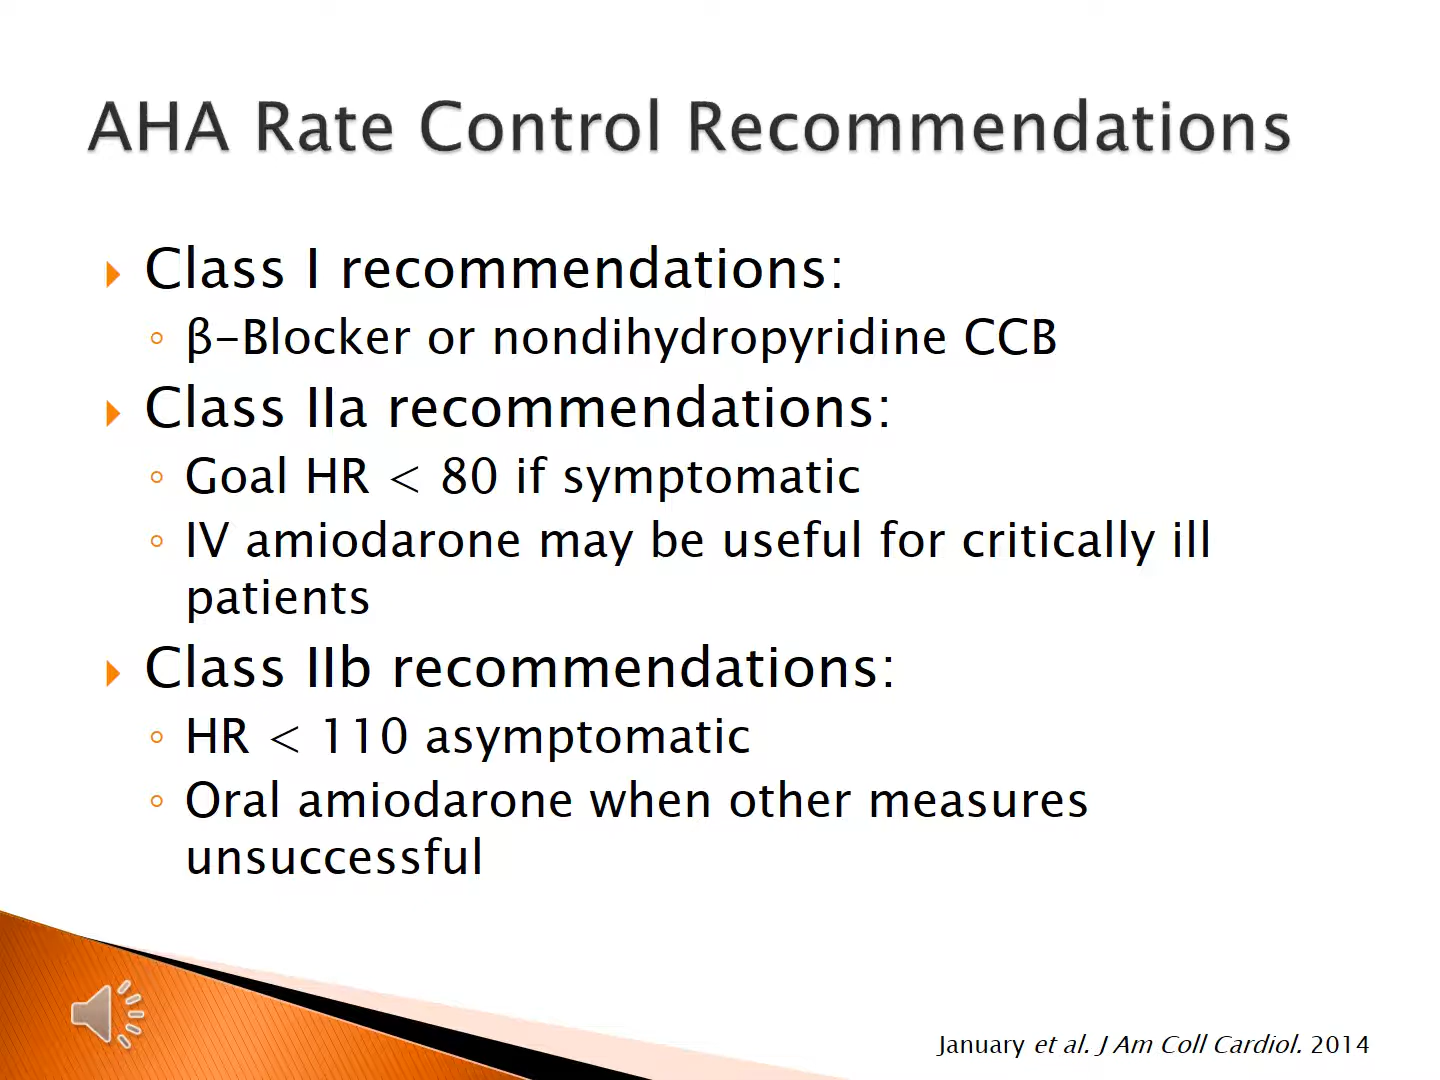 AHA Rate Control Recommendations
Class I recommendations:
β-Blocker or nondihydropyridine CCB
Class IIa recommendations:
Goal HR < 80 if symptomatic
IV amiodarone may be useful for critically ill
patients
Class IIb recommendations:
HR < 110 asymptomatic
Oral amiodarone when other measures
unsuccessful
January et al. J Am Coll Cardiol. 2014